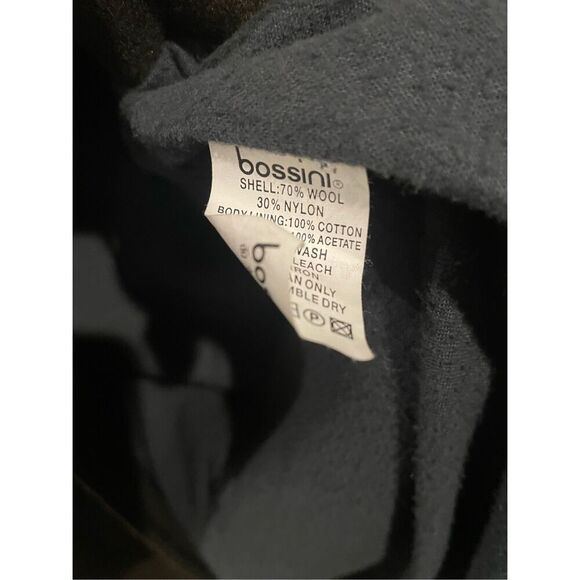 bossini®
SHELL:70% WOOL
30% NYLON
BODY LINING:100% COTTON
100% ACETATE
WASH
LEACH
IRON
AN ONLY
MBLE DRY
P
bo